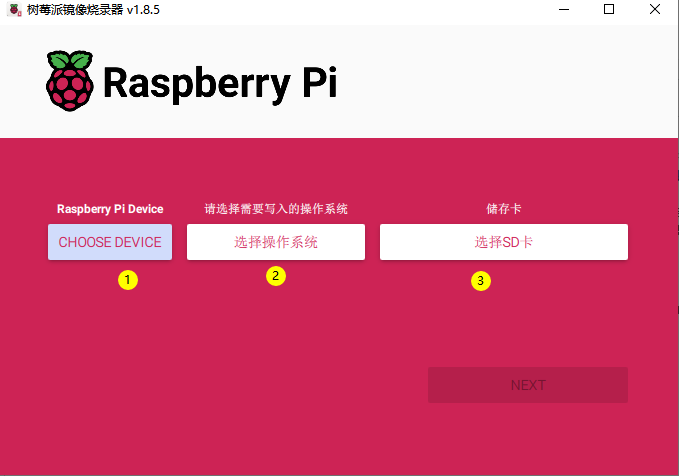 树莓派镜像烧录器 v1.8.5
Raspberry Pi
Raspberry Pi Device
请选择需要写入的操作系统
储存卡
CHOOSE DEVICE
选择操作系统
选择SD卡
1
2
3
NEXT